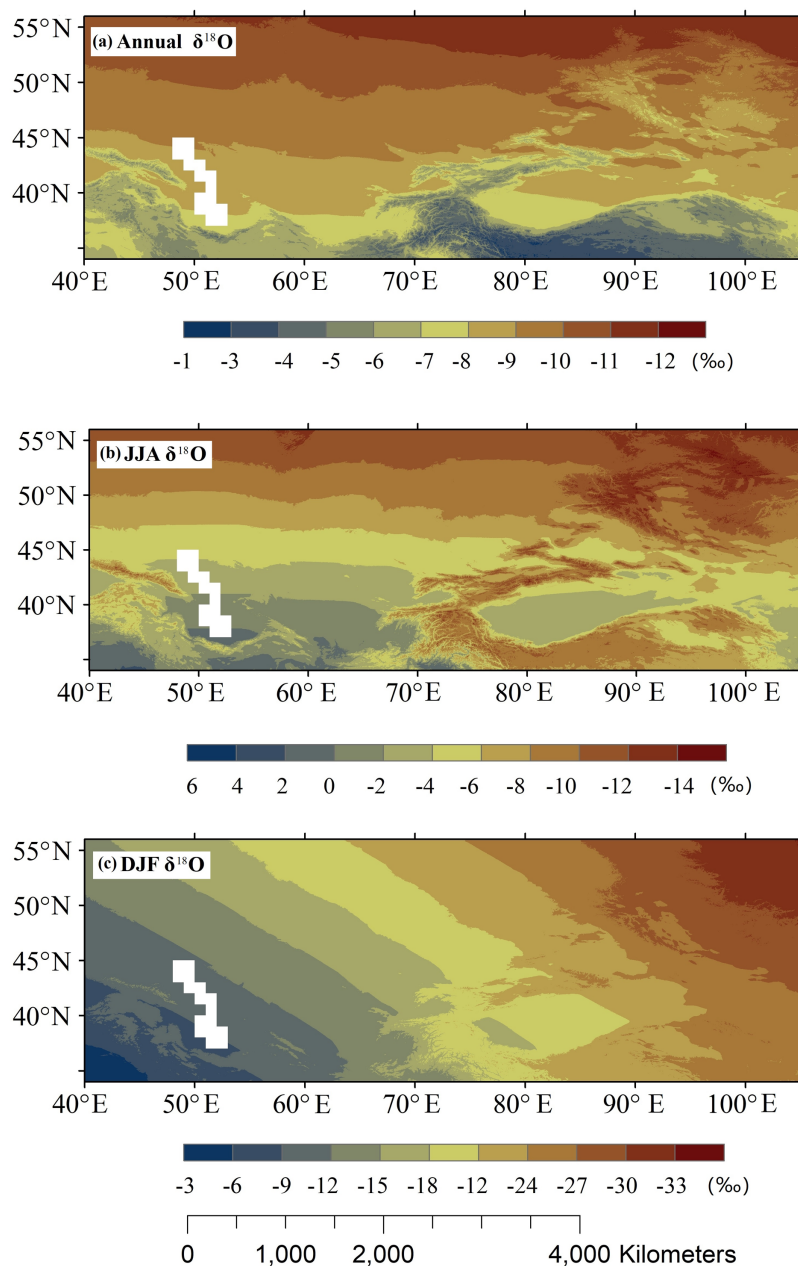 (a) Annual δ¹⁸O
55°N
50°N
45°N
40°N
40°E 50°E 60°E 70°E 80°E 90°E 100°E
-1 -3 -4 -5 -6 -7 -8 -9 -10 -11 -12 (‰)
(b) JJA δ¹⁸O
55°N
50°N
45°N
40°N
40°E 50°E 60°E 70°E 80°E 90°E 100°E
6 4 2 0 -2 -4 -6 -8 -10 -12 -14 (‰)
(c) DJF δ¹⁸O
55°N
50°N
45°N
40°N
40°E 50°E 60°E 70°E 80°E 90°E 100°E
-3 -6 -9 -12 -15 -18 -12 -24 -27 -30 -33 (‰)
0 1,000 2,000 4,000 Kilometers